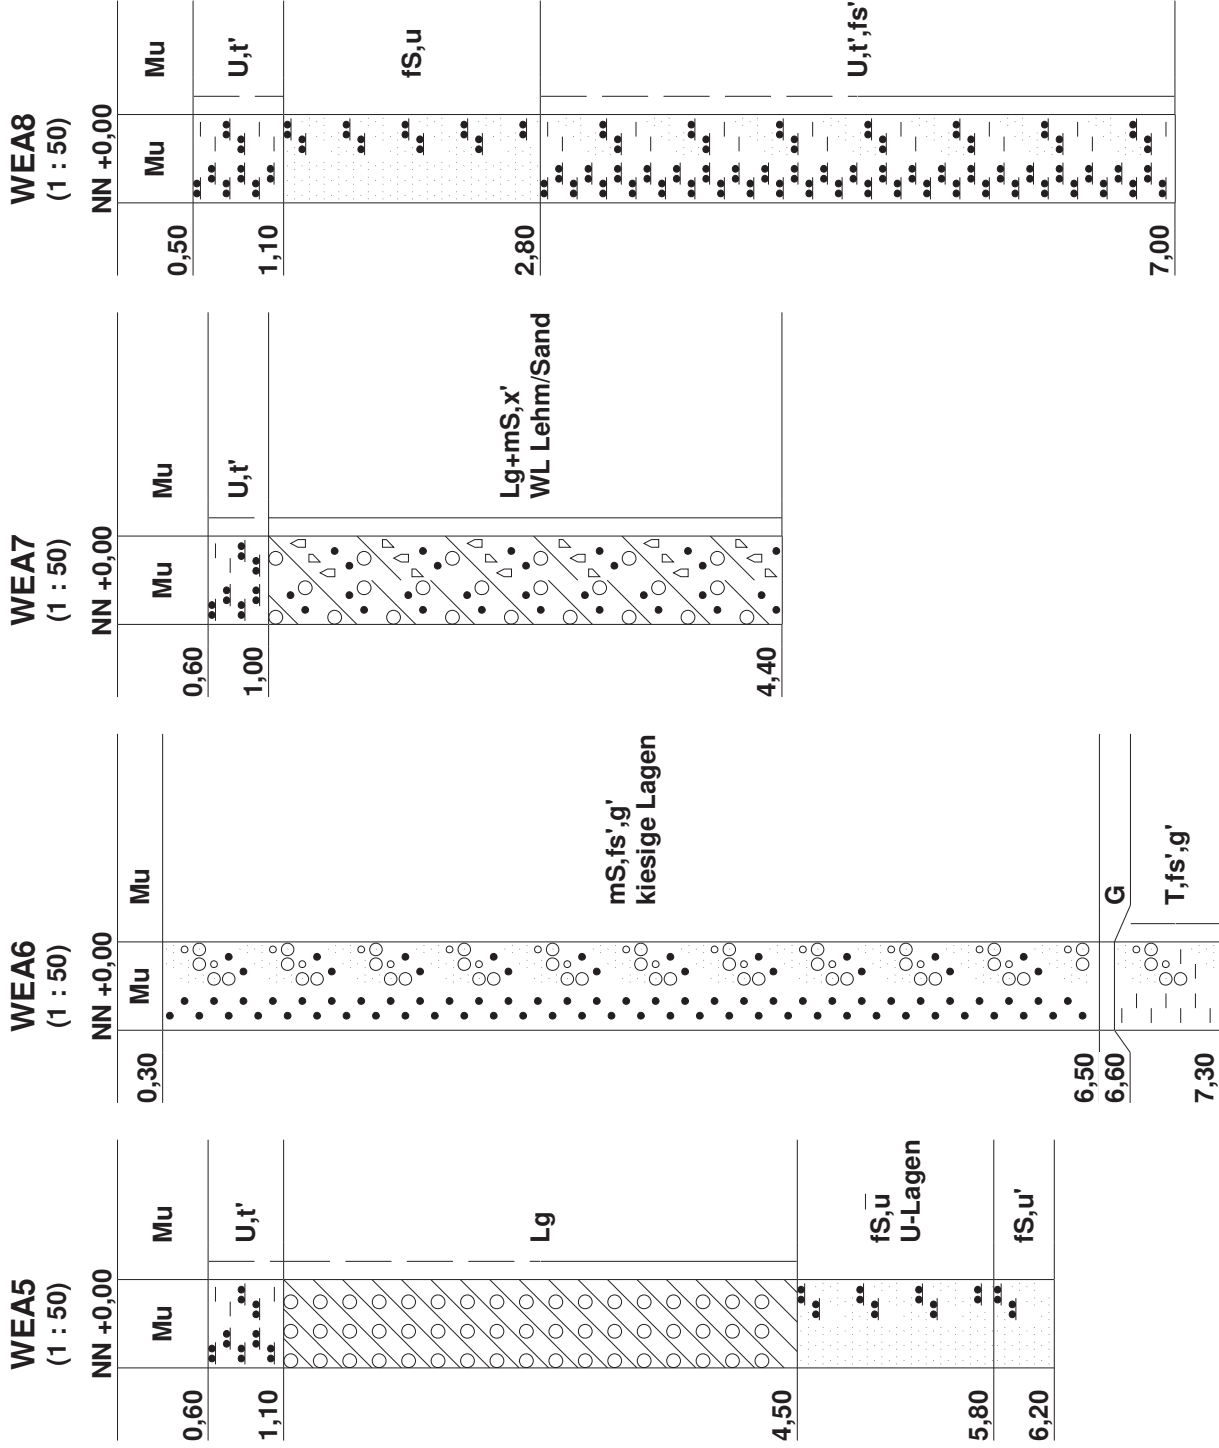 WEA5
(1 : 50)
NN +0,00
Mu
Mu
0,60
U,t'
1,10
Lg
4,50
fS,u̅
U-Lagen
5,80
fS,u'
6,20
WEA6
(1 : 50)
NN +0,00
Mu
Mu
0,30
mS,fs',g'
kiesige Lagen
6,50
G
6,60
T,fs',g'
7,30
WEA7
(1 : 50)
NN +0,00
Mu
Mu
0,60
U,t'
1,00
Lg+mS,x'
WL Lehm/Sand
4,40
WEA8
(1 : 50)
NN +0,00
Mu
Mu
0,50
U,t'
1,10
fS,u
2,80
U,t',fs'
7,00